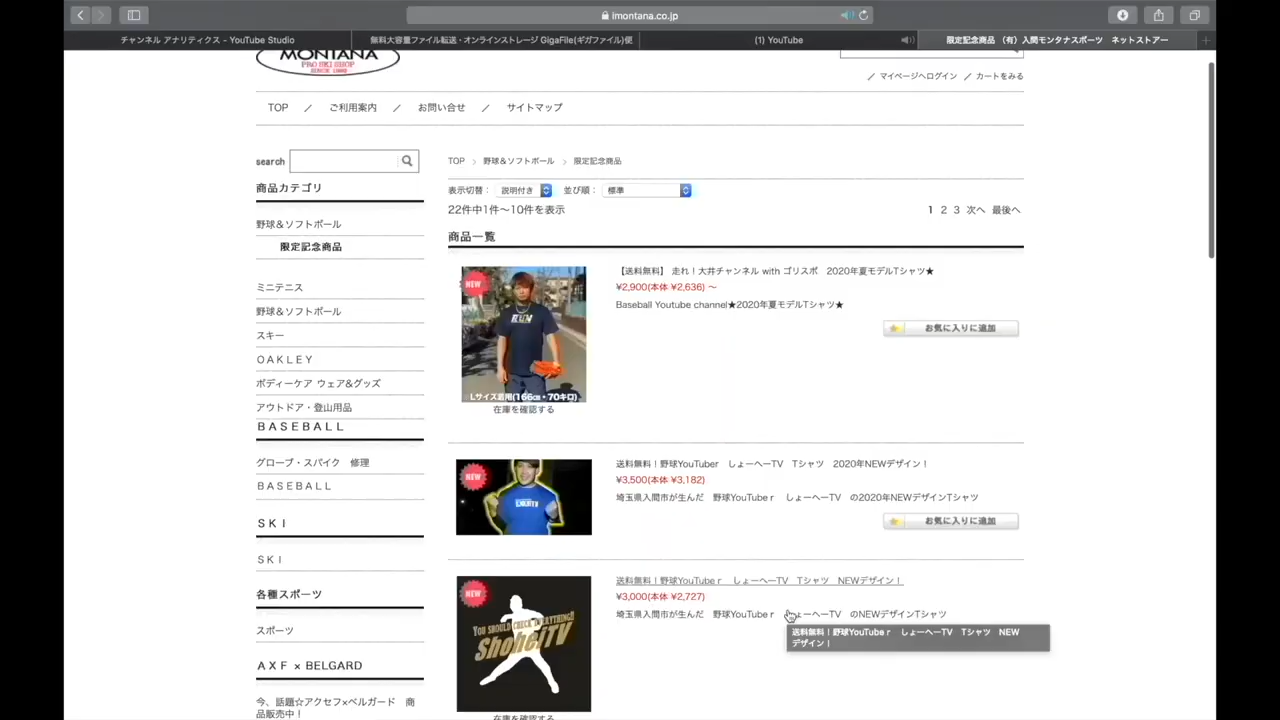 imontana.co.jp
チャンネル アナリティクス - YouTube Studio
無料大容量ファイル転送・オンラインストレージ GigaFile(ギガファイル)便
(1) YouTube
限定記念商品 （有）入間モンタナスポーツ ネットストアー
MONTANA
PRO SKI SHOP
SINCE 1980
／ マイページへログイン ／ カートをみる
TOP ／ ご利用案内 ／ お問い合せ ／ サイトマップ
search
商品カテゴリ
野球＆ソフトボール
限定記念商品
ミニテニス
野球＆ソフトボール
スキー
ＯＡＫＬＥＹ
ボディーケア ウェア&グッズ
アウトドア・登山用品
ＢＡＳＥＢＡＬＬ
グローブ・スパイク　修理
ＢＡＳＥＢＡＬＬ
ＳＫＩ
ＳＫＩ
各種スポーツ
スポーツ
ＡＸＦ × BELGARD
今、話題☆アクセフ×ベルガード　商
品販売中！
TOP > 野球＆ソフトボール > 限定記念商品
表示切替： 説明付き 並び順： 標準
22件中1件〜10件を表示
1 2 3 次へ 最後へ
商品一覧
NEW
RUN
Lサイズ着用(166㎝・70キロ)
在庫を確認する
【送料無料】 走れ！大井チャンネル with ゴリスポ　2020年夏モデルTシャツ★
¥2,900(本体 ¥2,636) 〜
Baseball Youtube channel★2020年夏モデルTシャツ★
お気に入りに追加
NEW
送料無料！野球YouTuber　しょーへーTV　Tシャツ　2020年NEWデザイン！
¥3,500(本体 ¥3,182)
埼玉県入間市が生んだ　野球YouTubeｒ　しょーへーTV　の2020年NEWデザインTシャツ
お気に入りに追加
NEW
YOU SHOULD CHECK EVERYTHING!!
ShoheiTV
在庫を確認する
送料無料！野球YouTubeｒ　しょーへーTV　Tシャツ　NEWデザイン！
¥3,000(本体 ¥2,727)
埼玉県入間市が生んだ　野球YouTubeｒ　しょーへーTV　のNEWデザインTシャツ
送料無料！野球YouTubeｒ　しょーへーTV　Tシャツ　NEW
デザイン！